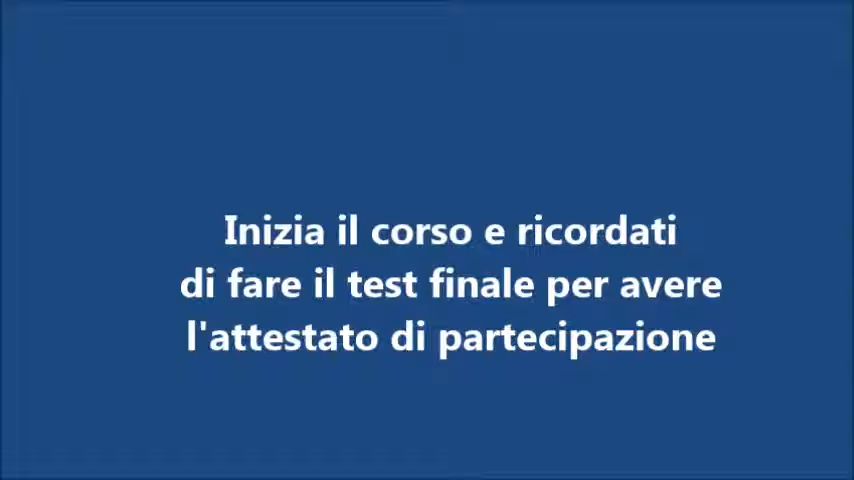 Inizia il corso e ricordati
di fare il test finale per avere
l'attestato di partecipazione